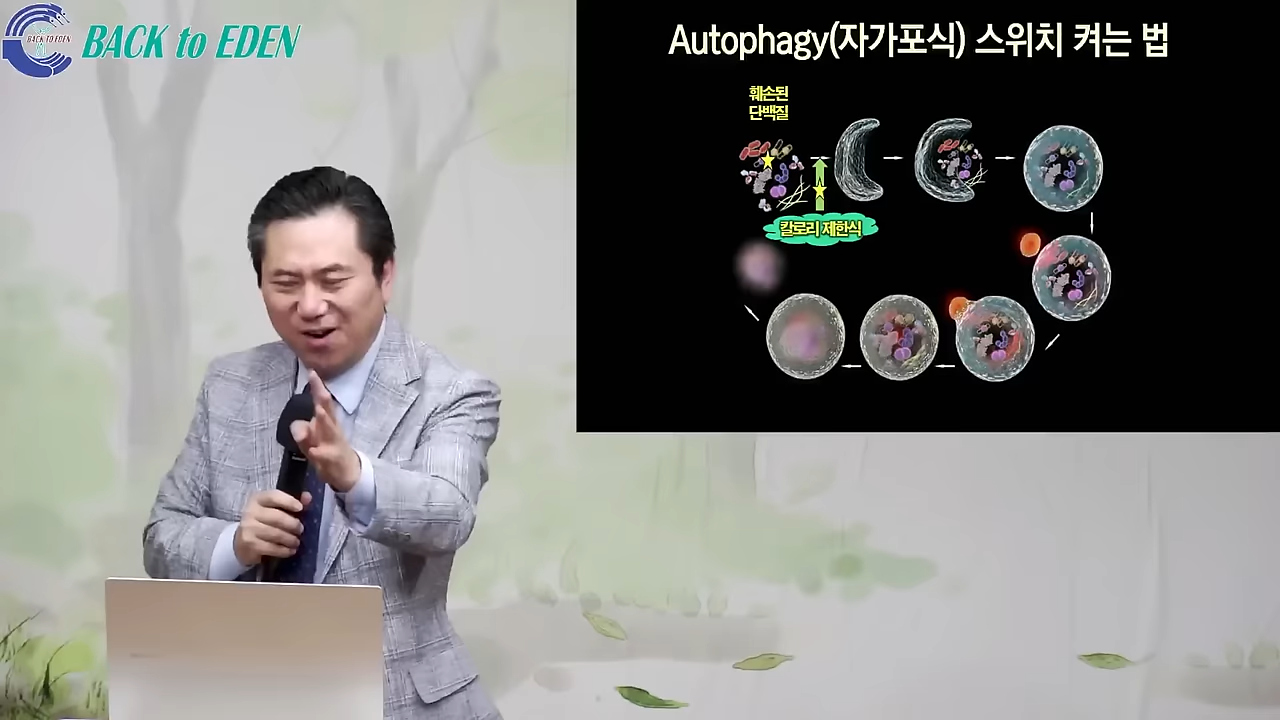 BACK TO EDEN
BACK to EDEN
Autophagy(자가포식) 스위치 켜는 법
훼손된
단백질
칼로리 제한식